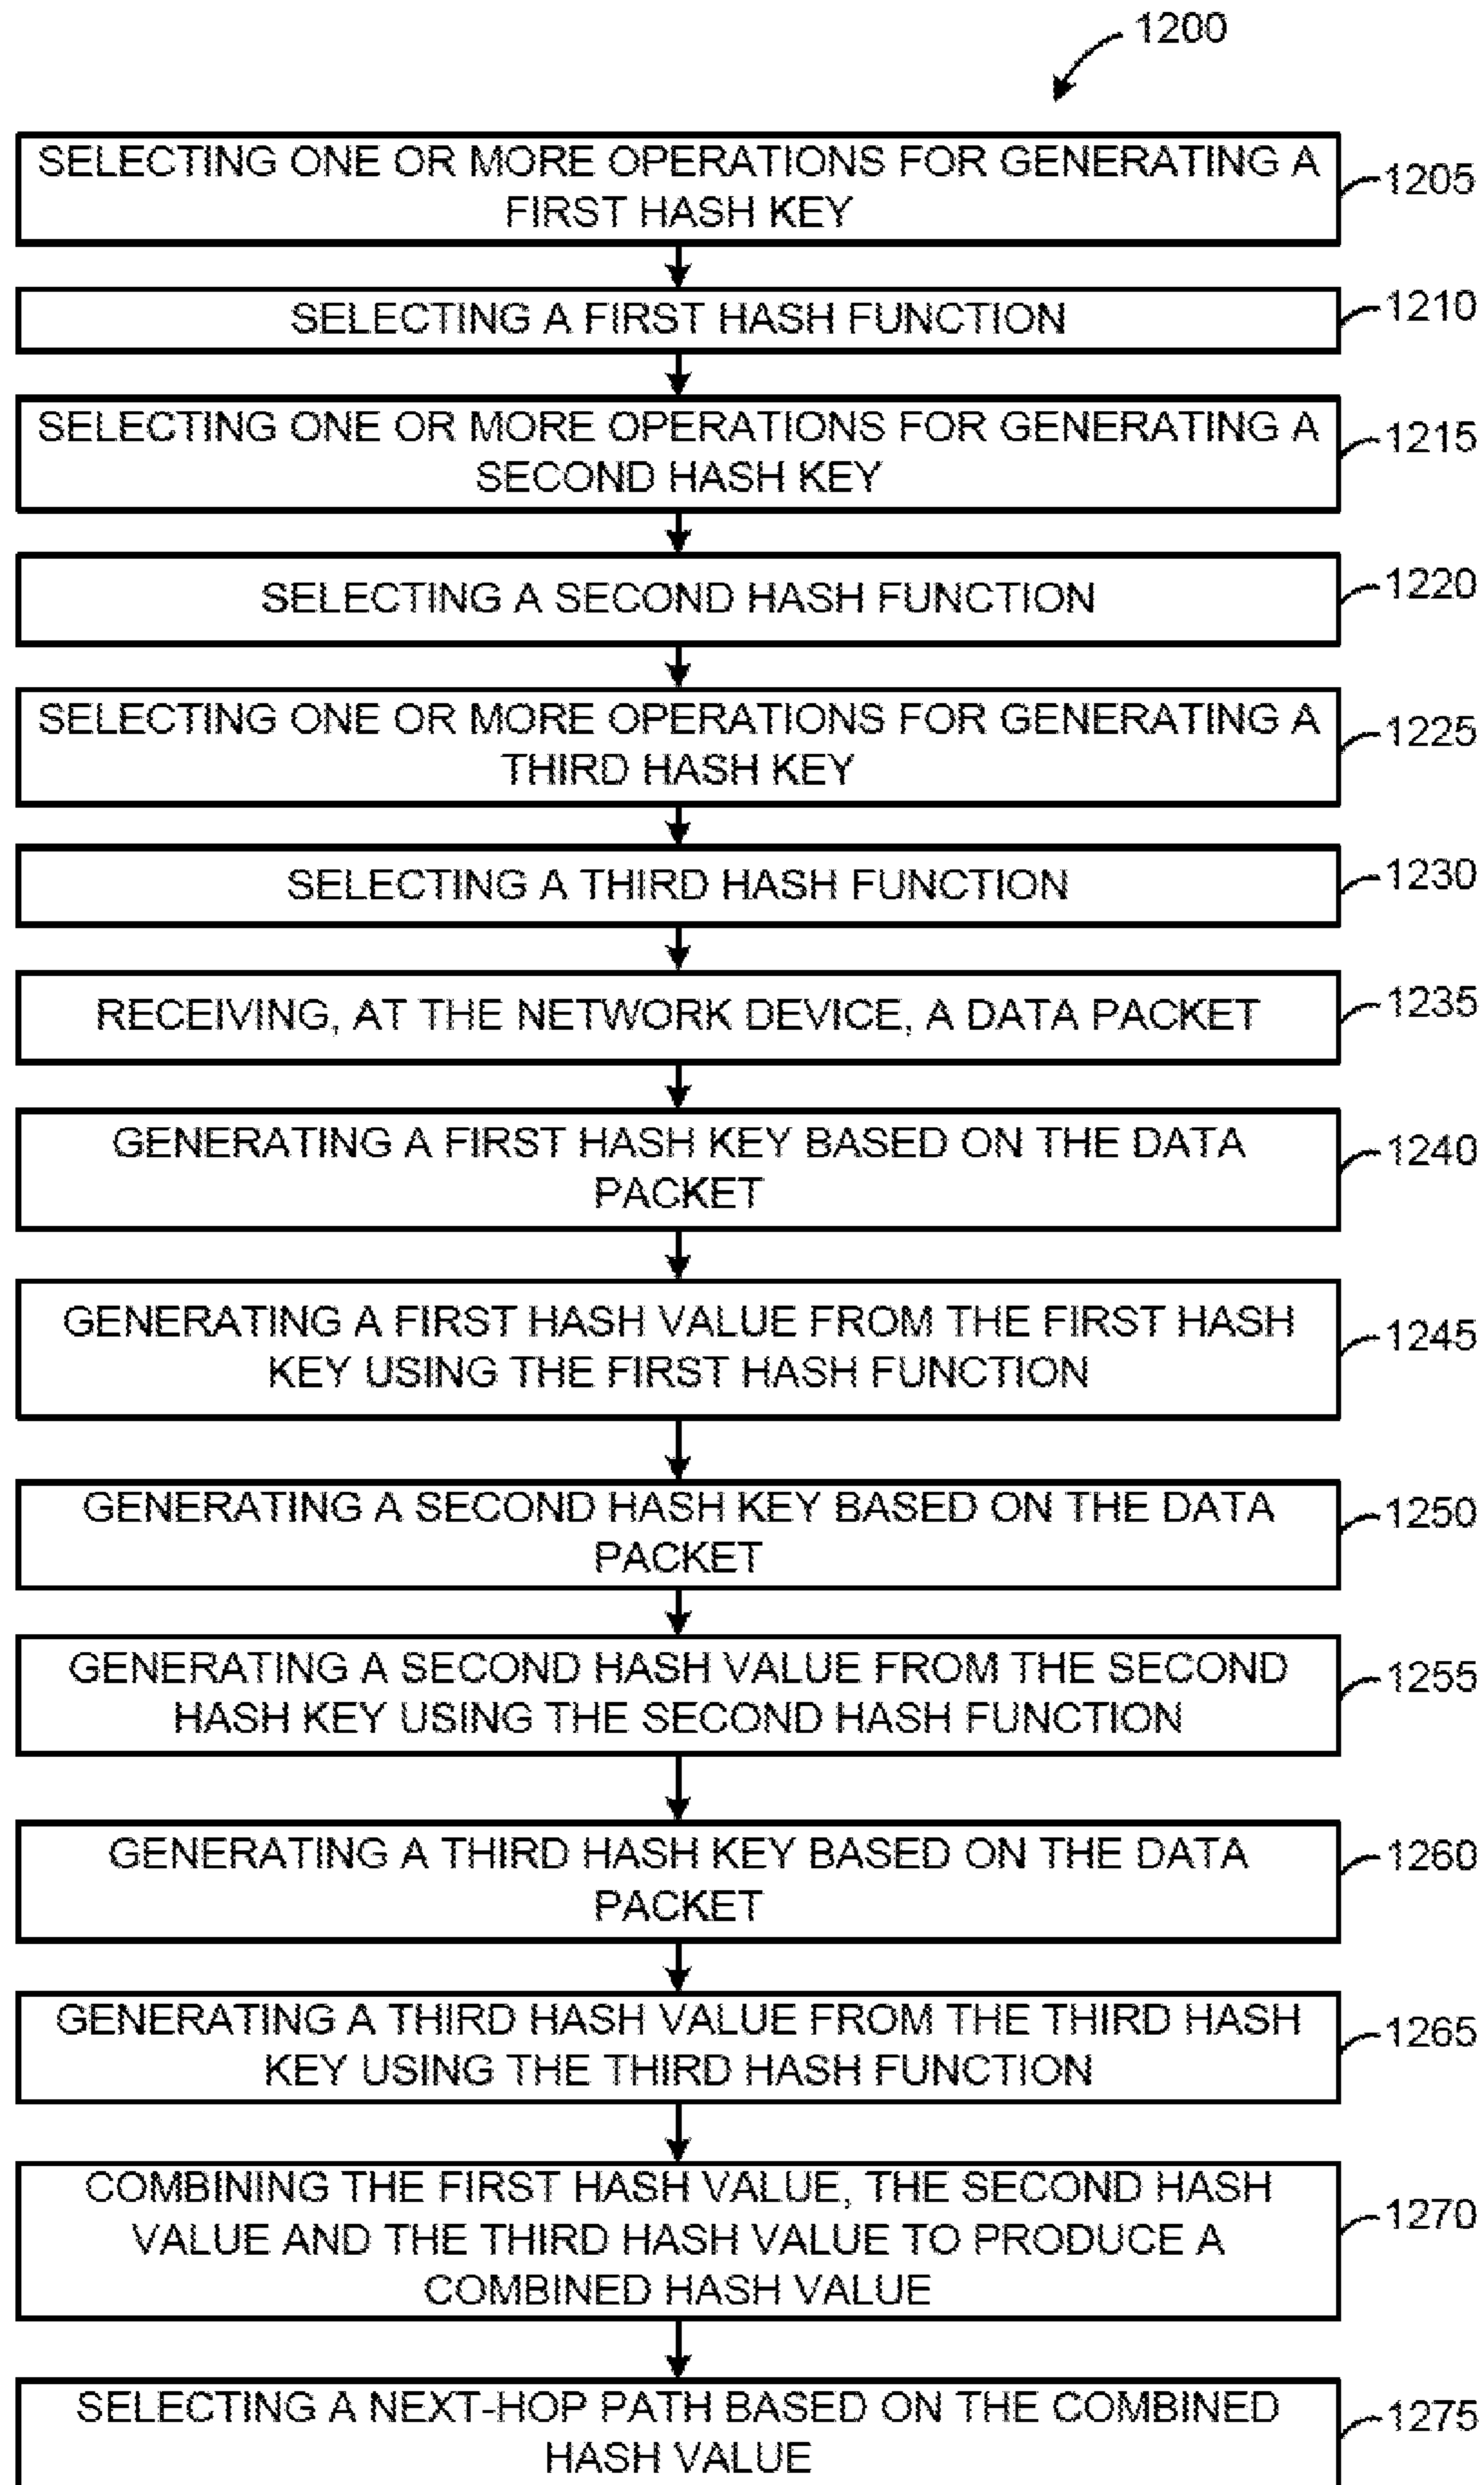 1200
SELECTING ONE OR MORE OPERATIONS FOR GENERATING A
FIRST HASH KEY
1205
SELECTING A FIRST HASH FUNCTION
1210
SELECTING ONE OR MORE OPERATIONS FOR GENERATING A
SECOND HASH KEY
1215
SELECTING A SECOND HASH FUNCTION
1220
SELECTING ONE OR MORE OPERATIONS FOR GENERATING A
THIRD HASH KEY
1225
SELECTING A THIRD HASH FUNCTION
1230
RECEIVING, AT THE NETWORK DEVICE, A DATA PACKET
1235
GENERATING A FIRST HASH KEY BASED ON THE DATA
PACKET
1240
GENERATING A FIRST HASH VALUE FROM THE FIRST HASH
KEY USING THE FIRST HASH FUNCTION
1245
GENERATING A SECOND HASH KEY BASED ON THE DATA
PACKET
1250
GENERATING A SECOND HASH VALUE FROM THE SECOND
HASH KEY USING THE SECOND HASH FUNCTION
1255
GENERATING A THIRD HASH KEY BASED ON THE DATA
PACKET
1260
GENERATING A THIRD HASH VALUE FROM THE THIRD HASH
KEY USING THE THIRD HASH FUNCTION
1265
COMBINING THE FIRST HASH VALUE, THE SECOND HASH
VALUE AND THE THIRD HASH VALUE TO PRODUCE A
COMBINED HASH VALUE
1270
SELECTING A NEXT-HOP PATH BASED ON THE COMBINED
HASH VALUE
1275